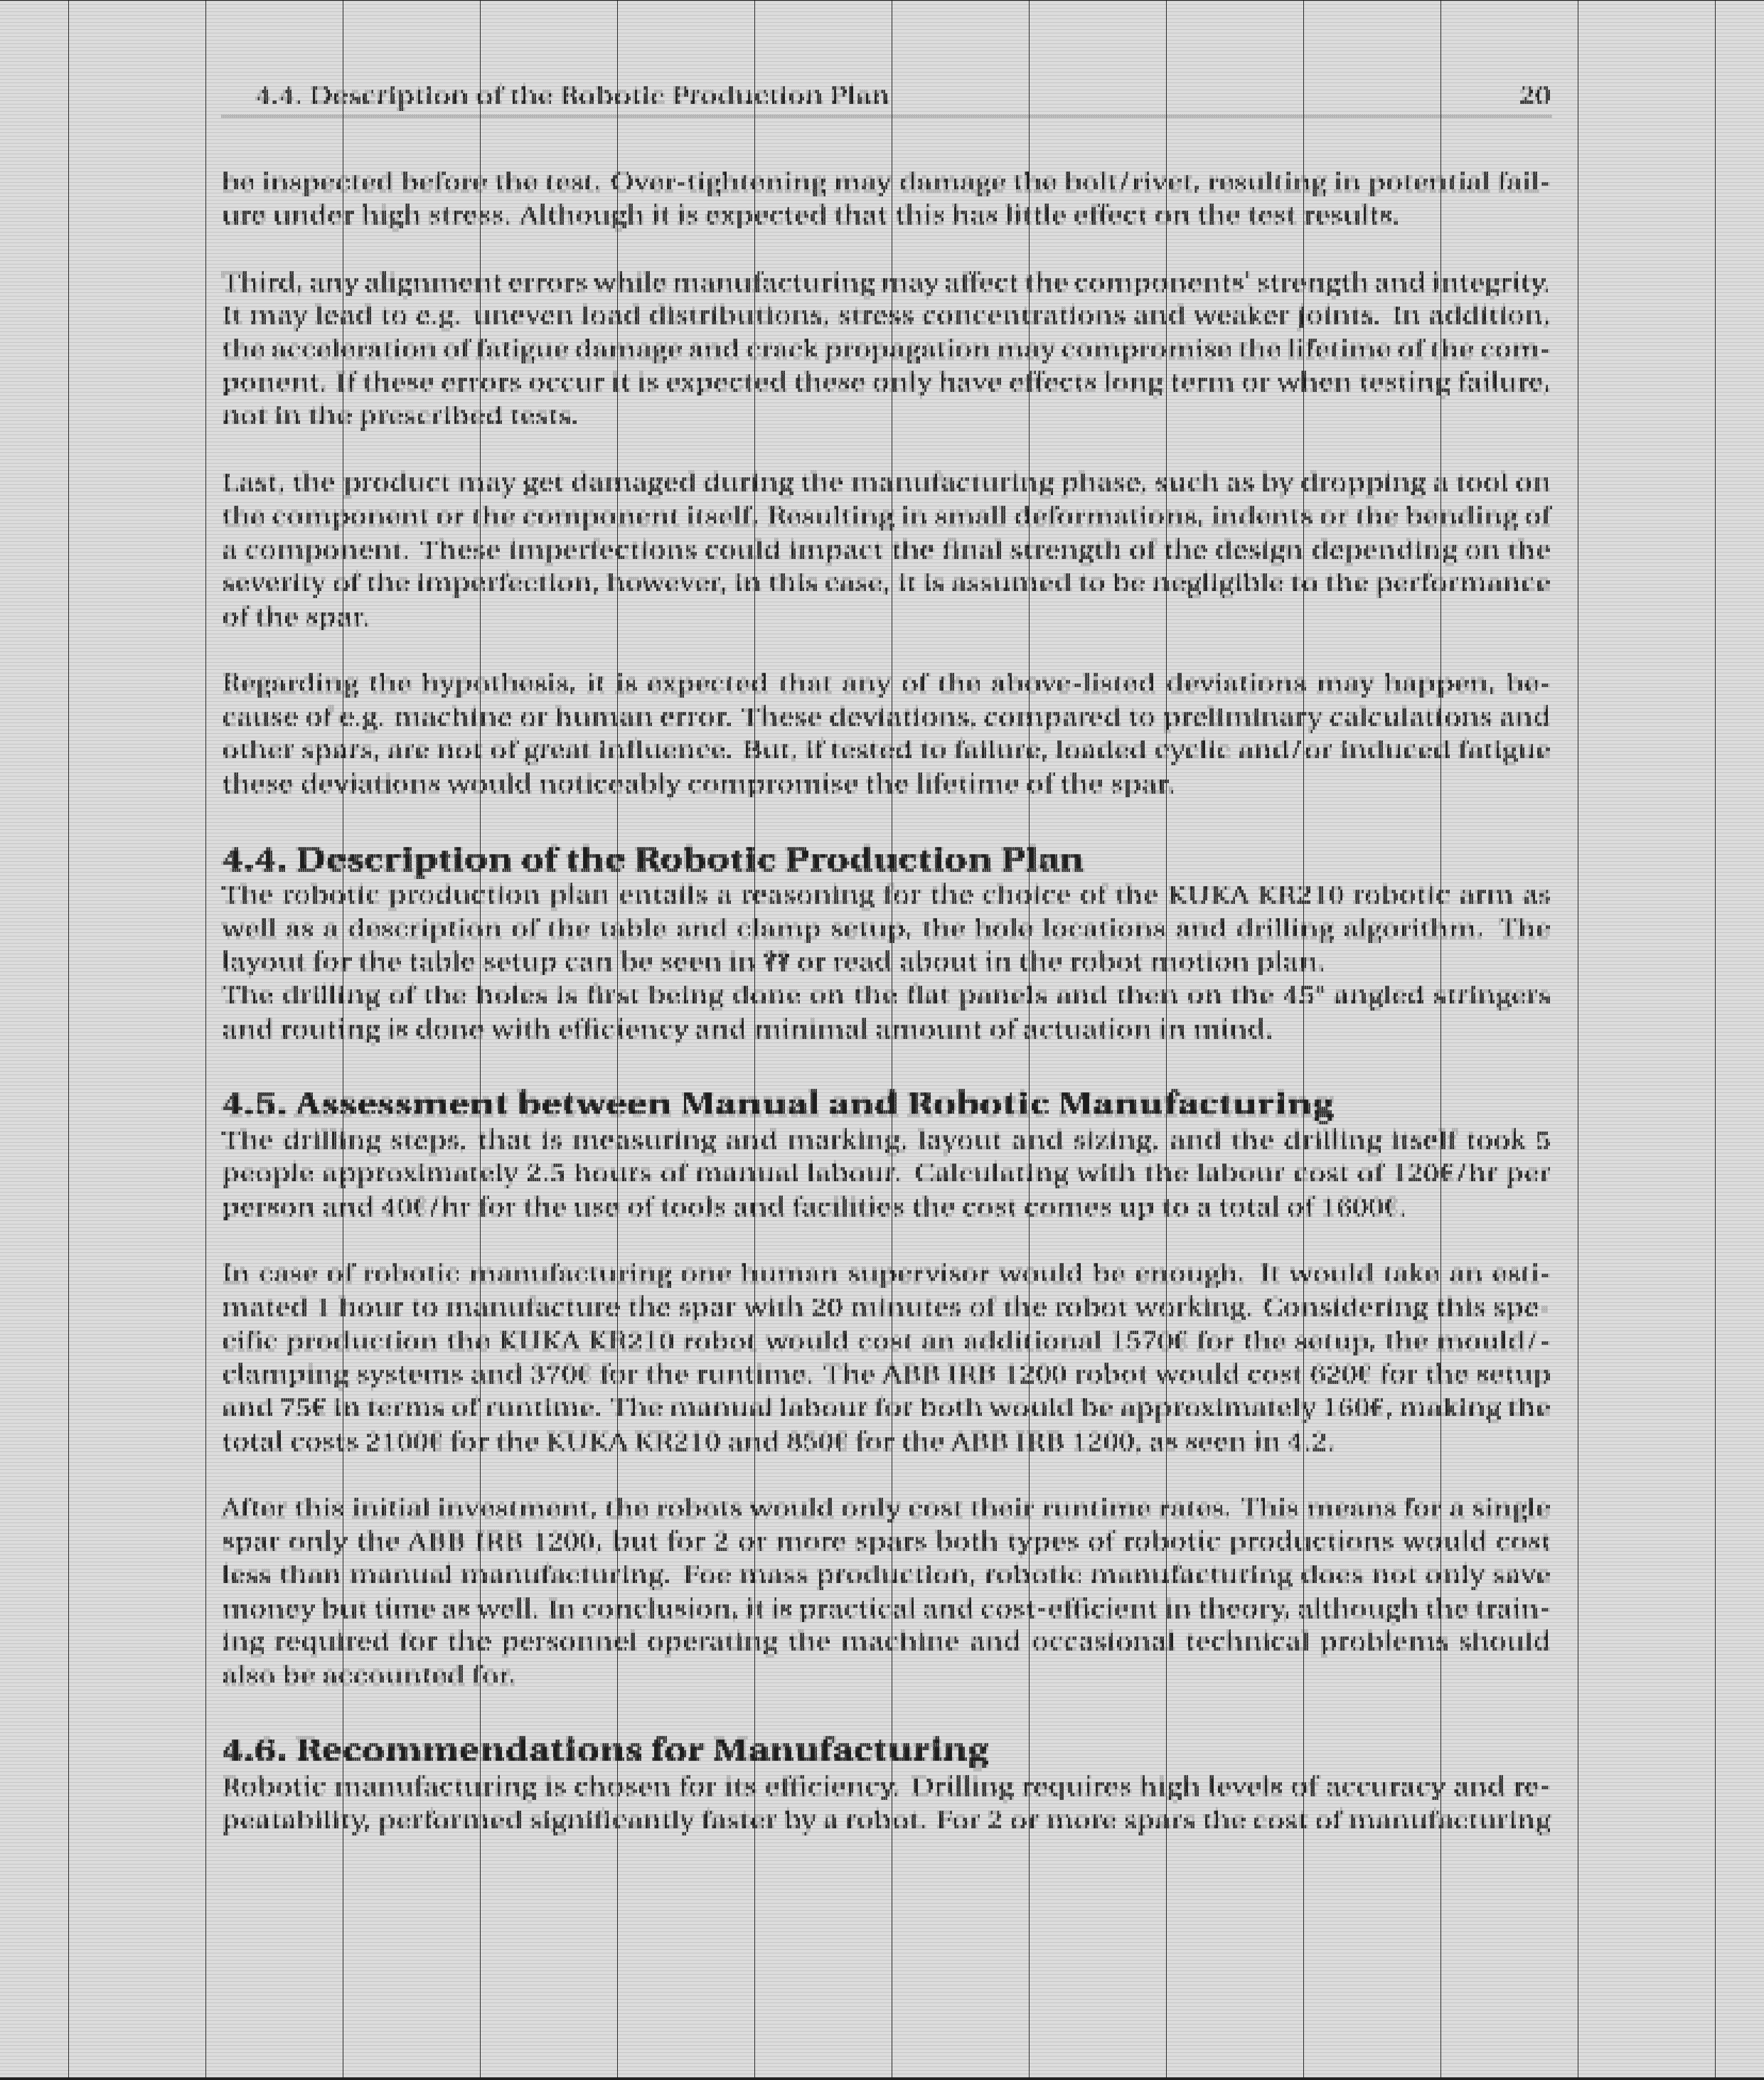 4.4. Description of the Robotic Production Plan 20
be inspected before the test. Over-tightening may damage the bolt/rivet, resulting in potential fail-
ure under high stress. Although it is expected that this has little effect on the test results.
Third, any alignment errors while manufacturing may affect the components' strength and integrity.
It may lead to e.g. uneven load distributions, stress concentrations and weaker joints. In addition,
the acceleration of fatigue damage and crack propagation may compromise the lifetime of the com-
ponent. If these errors occur it is expected these only have effects long term or when testing failure,
not in the prescribed tests.
Last, the product may get damaged during the manufacturing phase, such as by dropping a tool on
the component or the component itself. Resulting in small deformations, indents or the bending of
a component. These imperfections could impact the final strength of the design depending on the
severity of the imperfection, however, in this case, it is assumed to be negligible to the performance
of the spar.
Regarding the hypothesis, it is expected that any of the above-listed deviations may happen, be-
cause of e.g. machine or human error. These deviations, compared to preliminary calculations and
other spars, are not of great influence. But, if tested to failure, loaded cyclic and/or induced fatigue
these deviations would noticeably compromise the lifetime of the spar.
4.4. Description of the Robotic Production Plan
The robotic production plan entails a reasoning for the choice of the KUKA KR210 robotic arm as
well as a description of the table and clamp setup, the hole locations and drilling algorithm. The
layout for the table setup can be seen in ?? or read about in the robot motion plan.
The drilling of the holes is first being done on the flat panels and then on the 45° angled stringers
and routing is done with efficiency and minimal amount of actuation in mind.
4.5. Assessment between Manual and Robotic Manufacturing
The drilling steps, that is measuring and marking, layout and sizing, and the drilling itself took 5
people approximately 2.5 hours of manual labour. Calculating with the labour cost of 120€/hr per
person and 40€/hr for the use of tools and facilities the cost comes up to a total of 1600€.
In case of robotic manufacturing one human supervisor would be enough. It would take an esti-
mated 1 hour to manufacture the spar with 20 minutes of the robot working. Considering this spe-
cific production the KUKA KR210 robot would cost an additional 1570€ for the setup, the mould/-
clamping systems and 370€ for the runtime. The ABB IRB 1200 robot would cost 620€ for the setup
and 75€ in terms of runtime. The manual labour for both would be approximately 160€, making the
total costs 2100€ for the KUKA KR210 and 850€ for the ABB IRB 1200, as seen in 4.2.
After this initial investment, the robots would only cost their runtime rates. This means for a single
spar only the ABB IRB 1200, but for 2 or more spars both types of robotic productions would cost
less than manual manufacturing. Foe mass production, robotic manufacturing does not only save
money but time as well. In conclusion, it is practical and cost-efficient in theory, although the train-
ing required for the personnel operating the machine and occasional technical problems should
also be accounted for.
4.6. Recommendations for Manufacturing
Robotic manufacturing is chosen for its efficiency. Drilling requires high levels of accuracy and re-
peatability, performed significantly faster by a robot. For 2 or more spars the cost of manufacturing